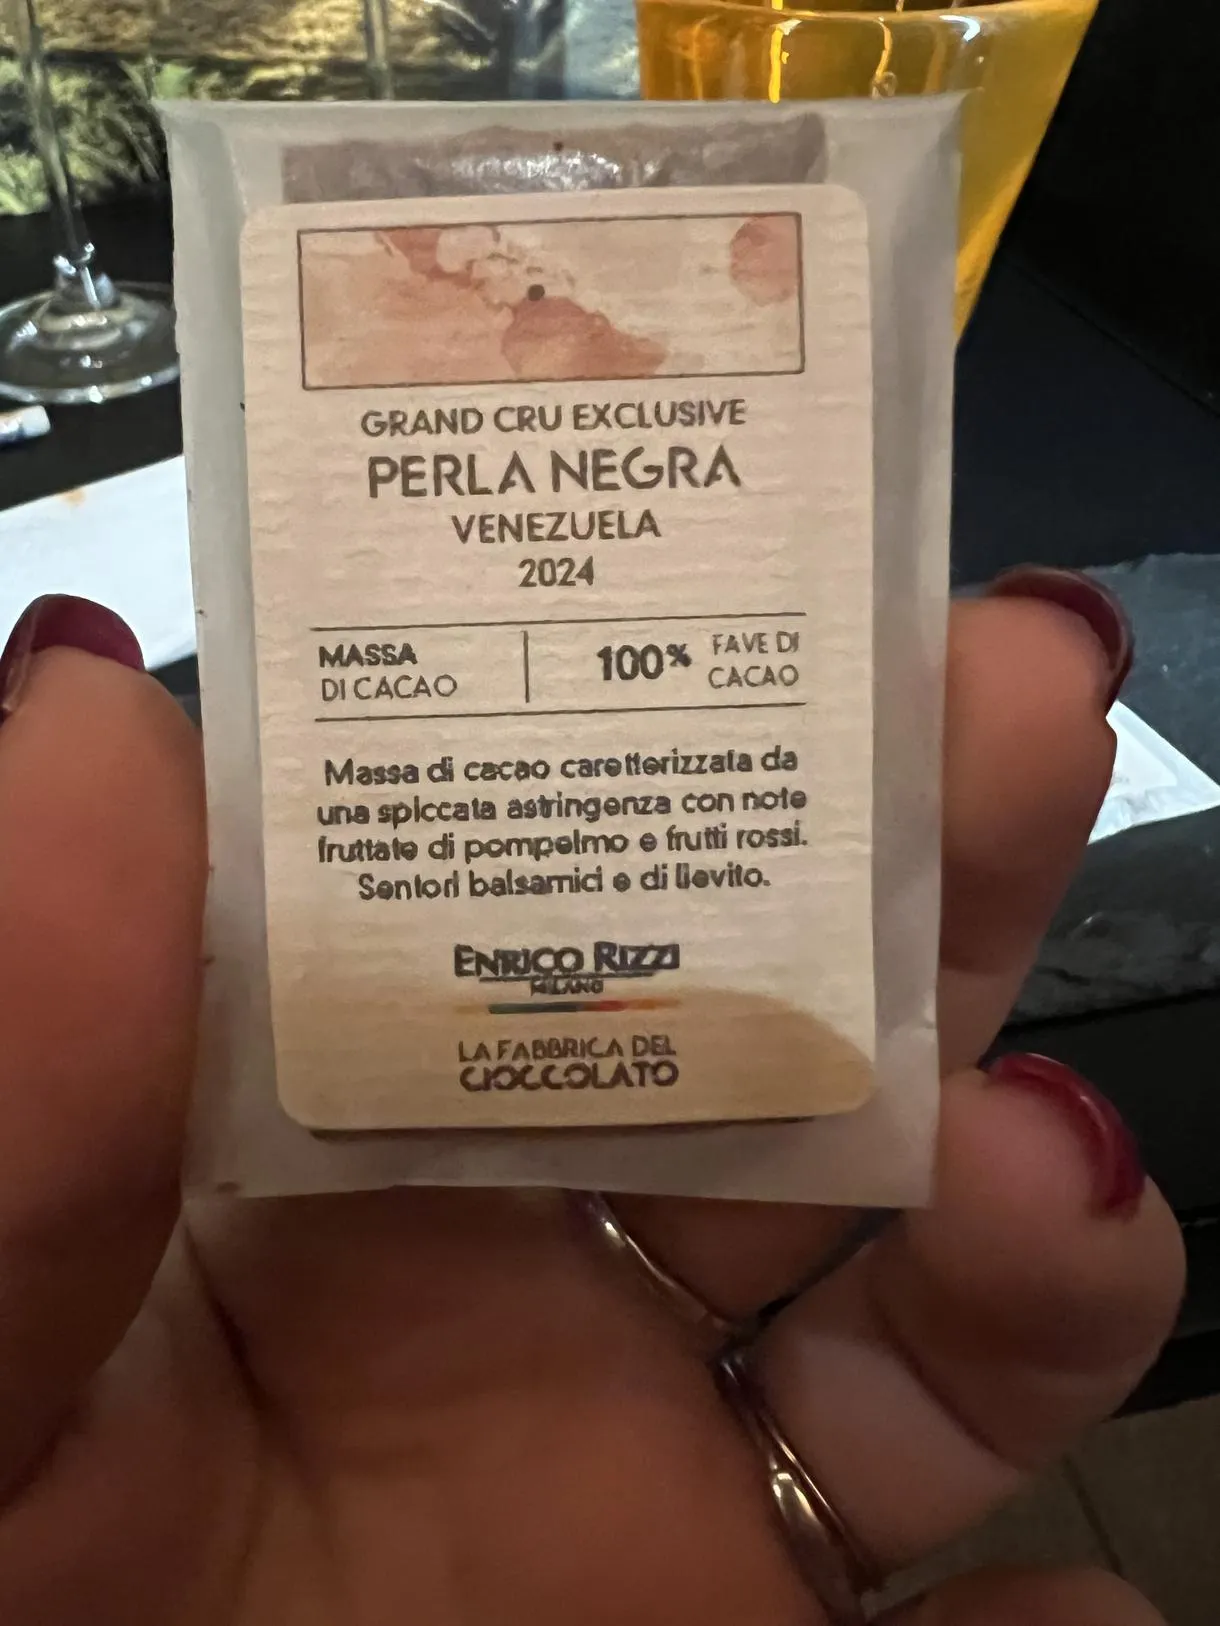 GRAND CRU EXCLUSIVE
PERLA NEGRA
VENEZUELA
2024
MASSA
DI CACAO
100% FAVE DI
CACAO
Massa di cacao caratterizzata da
una spiccata astringenza con note
fruttate di pompelmo e frutti rossi.
Sentori balsamici e di lievito.
ENRICO RIZZI
MILANO
LA FABBRICA DEL
CIOCCOLATO